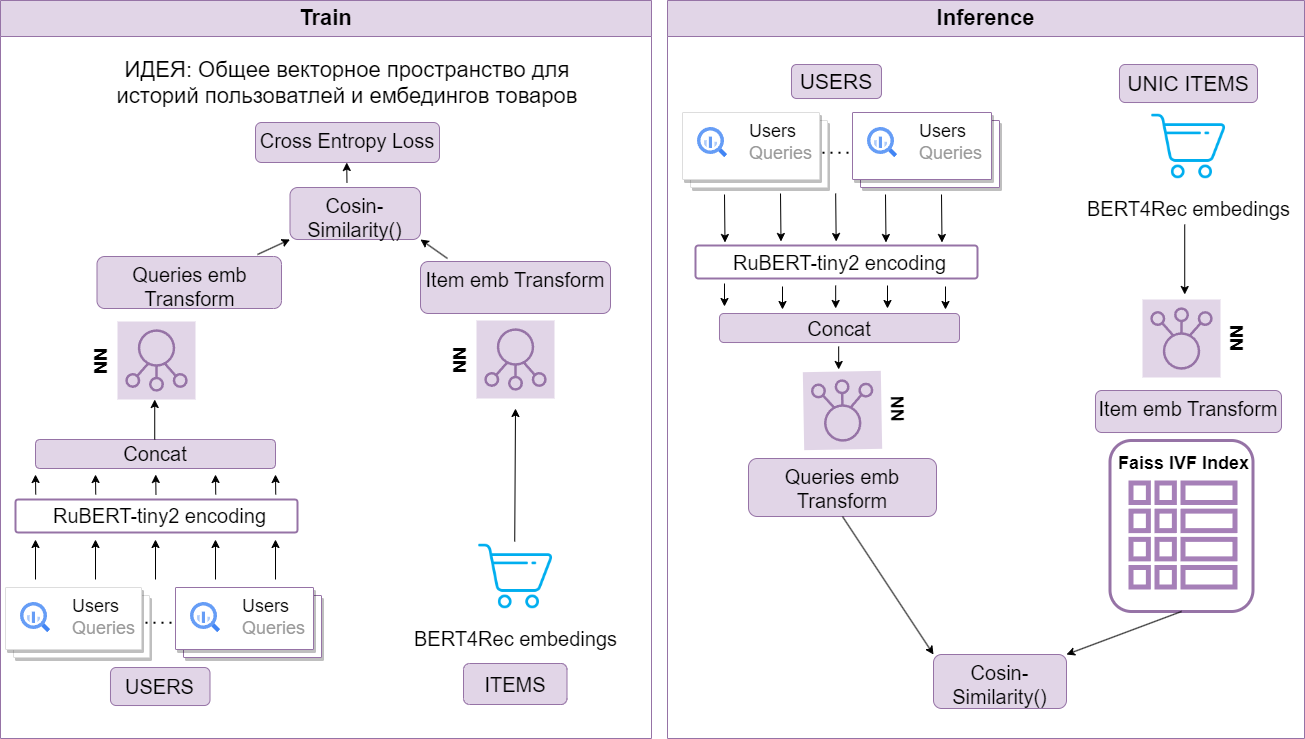 Train
ИДЕЯ: Общее векторное пространство для
историй пользоватлей и ембедингов товаров
Cross Entropy Loss
Cosin-
Similarity()
Queries emb
Transform
Item emb Transform
NN
NN
Concat
RuBERT-tiny2 encoding
Users
Queries
....
Users
Queries
USERS
BERT4Rec embedings
ITEMS
Inference
USERS
Users
Queries
....
Users
Queries
RuBERT-tiny2 encoding
Concat
NN
Queries emb
Transform
UNIC ITEMS
BERT4Rec embedings
NN
Item emb Transform
Faiss IVF Index
Cosin-
Similarity()